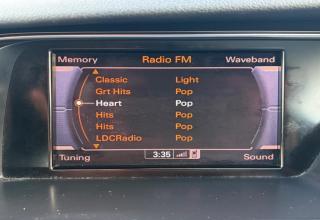 Memory Radio FM Waveband
Classic Light
Grt Hits Pop
Heart Pop
Hits Pop
Hits Pop
LDCRadio Pop
Tuning 3:35 Sound